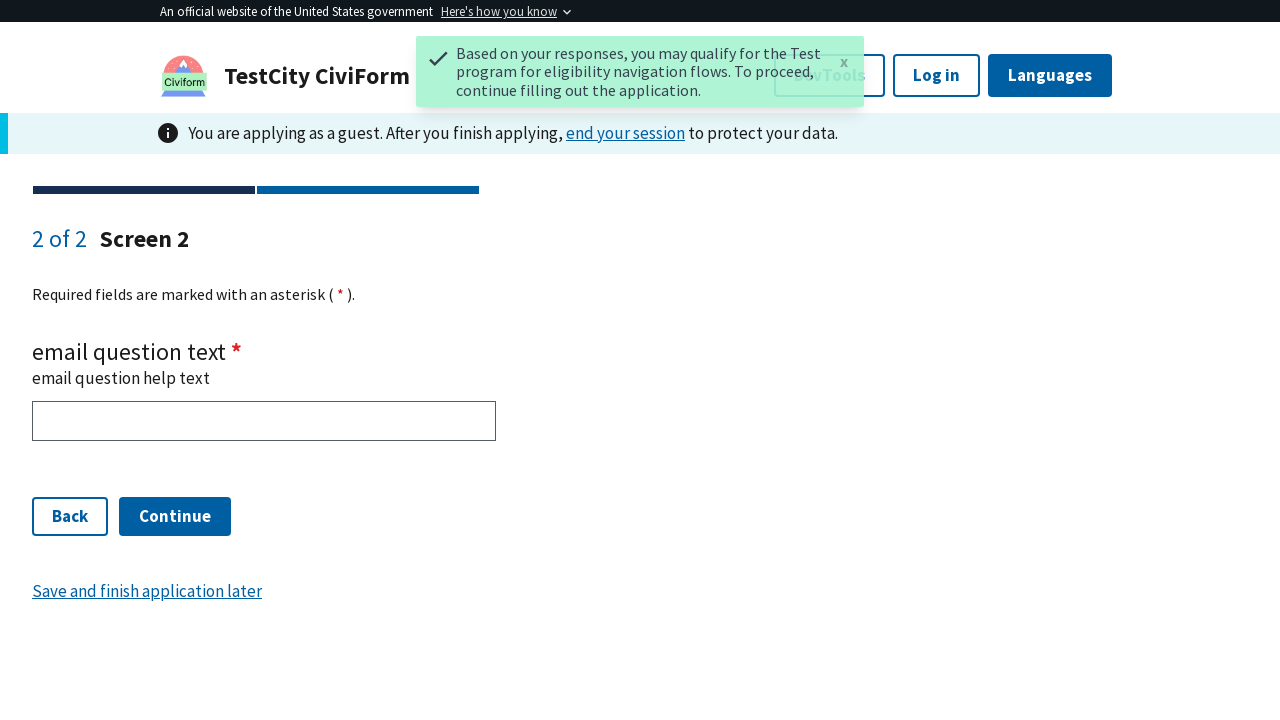 An official website of the United States government Here's how you know
Civiform
TestCity CiviForm
Based on your responses, you may qualify for the Test
program for eligibility navigation flows. To proceed,
continue filling out the application.
x
DevTools
Log in
Languages
You are applying as a guest. After you finish applying, end your session to protect your data.
2 of 2 Screen 2
Required fields are marked with an asterisk ( * ).
email question text *
email question help text
Back
Continue
Save and finish application later